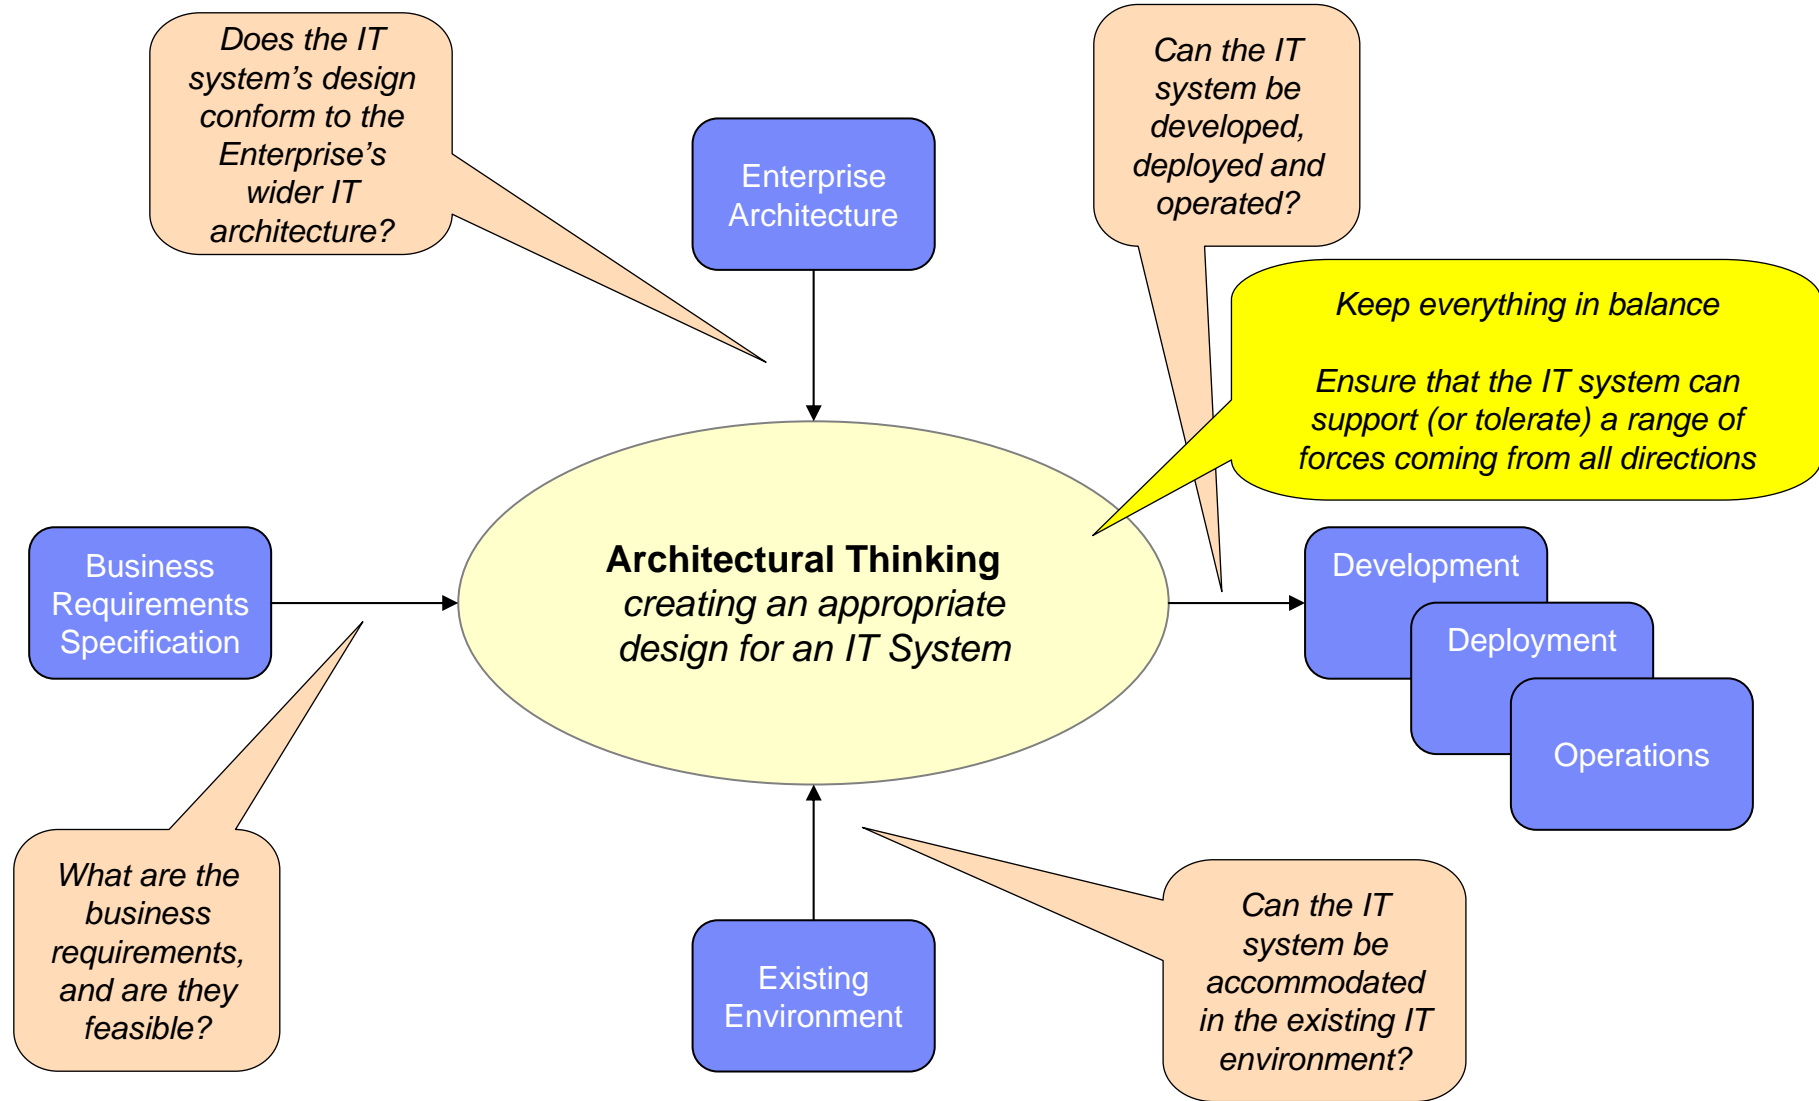 Does the IT
system’s design
conform to the
Enterprise’s
wider IT
architecture?
Enterprise
Architecture
Can the IT
system be
developed,
deployed and
operated?
Keep everything in balance
Ensure that the IT system can
support (or tolerate) a range of
forces coming from all directions
Business
Requirements
Specification
Architectural Thinking
creating an appropriate
design for an IT System
Development
Deployment
Operations
What are the
business
requirements,
and are they
feasible?
Existing
Environment
Can the IT
system be
accommodated
in the existing IT
environment?